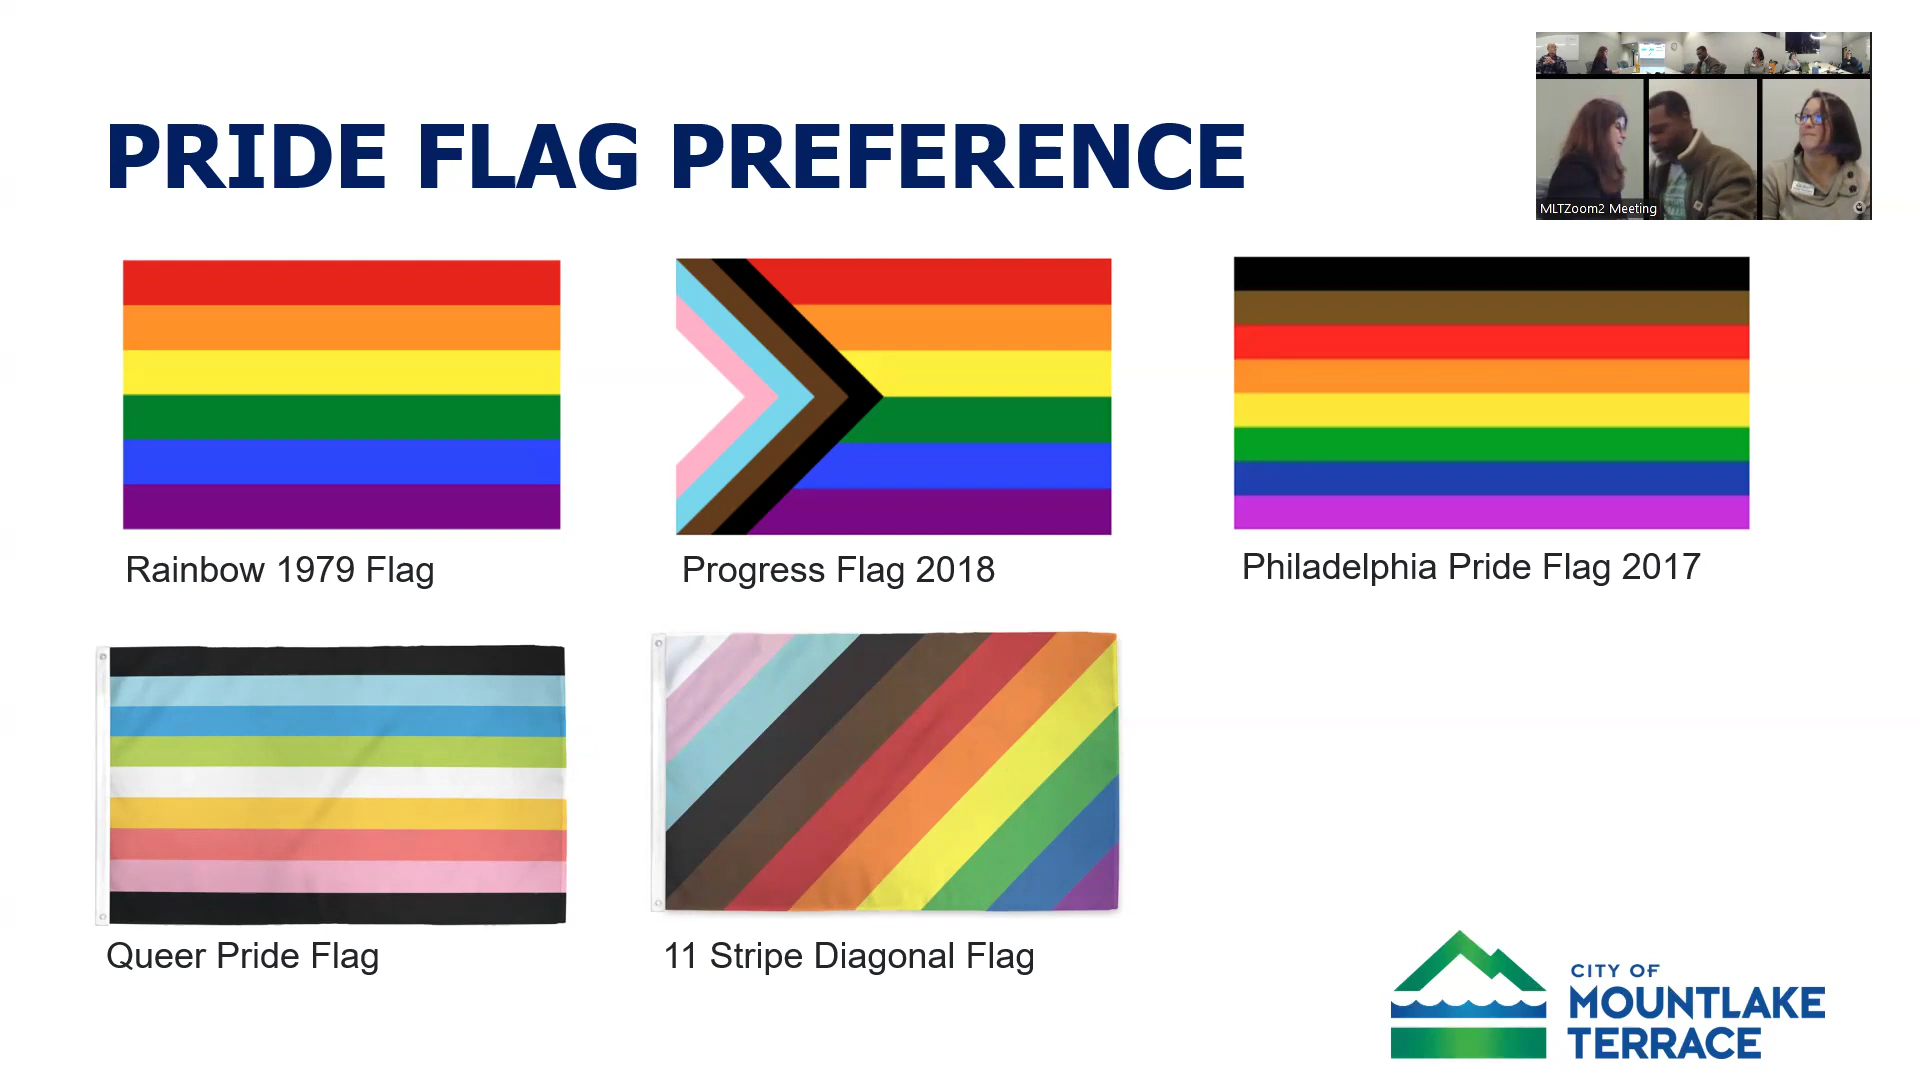 PRIDE FLAG PREFERENCE
MLTZoom2 Meeting
Rainbow 1979 Flag
Progress Flag 2018
Philadelphia Pride Flag 2017
Queer Pride Flag
11 Stripe Diagonal Flag
CITY OF
MOUNTLAKE
TERRACE